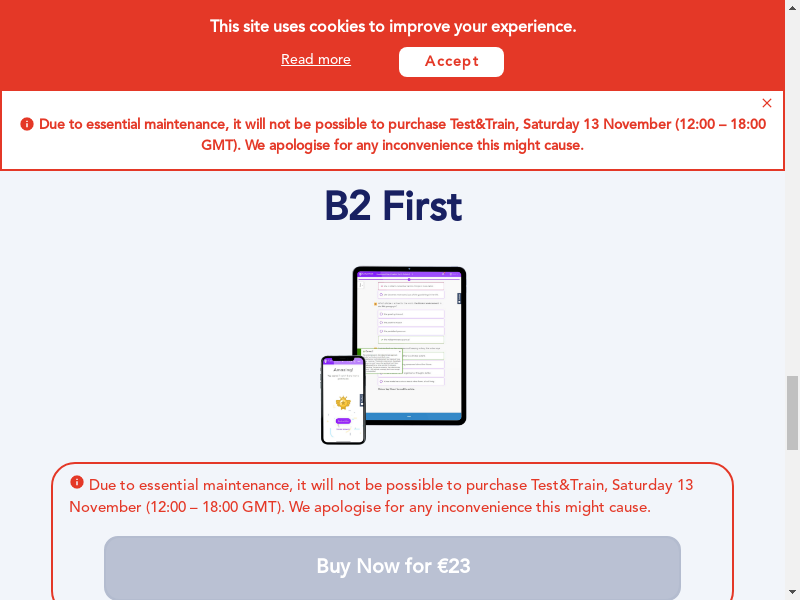 This site uses cookies to improve your experience.
Read more
Accept
Due to essential maintenance, it will not be possible to purchase Test&Train, Saturday 13 November (12:00 – 18:00
GMT). We apologise for any inconvenience this might cause.
B2 First
Amazing!
Due to essential maintenance, it will not be possible to purchase Test&Train, Saturday 13
November (12:00 – 18:00 GMT). We apologise for any inconvenience this might cause.
Buy Now for €23